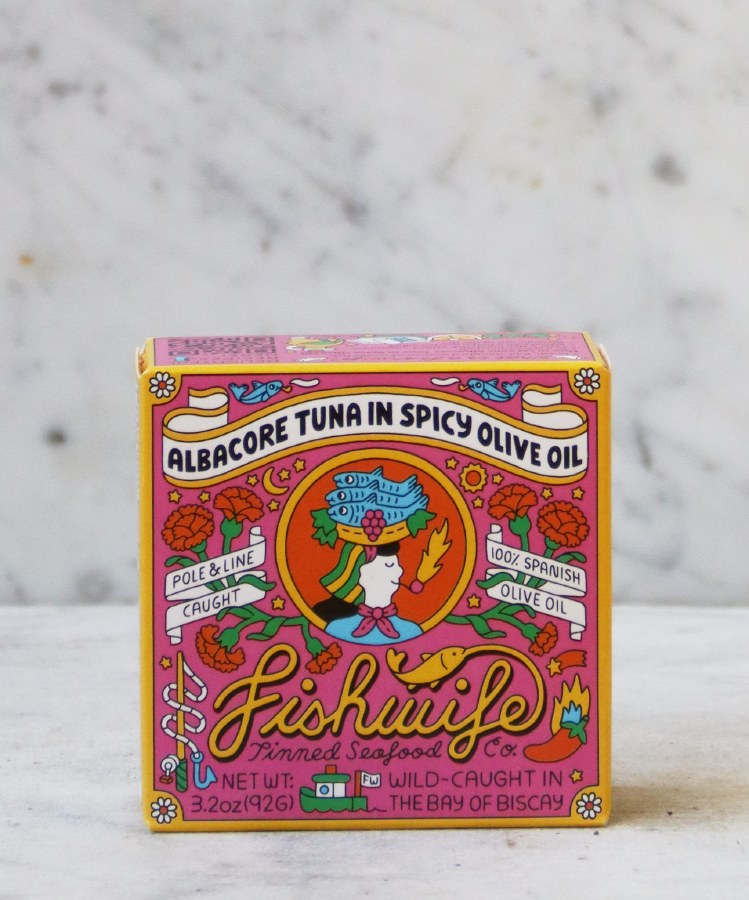 ALBACORE TUNA IN SPICY OLIVE OIL
POLE & LINE
CAUGHT
100% SPANISH
OLIVE OIL
Fishwife
Tinned Seafood Co.
NET WT:
3.2oz(92G)
FW
WILD-CAUGHT IN
THE BAY OF BISCAY